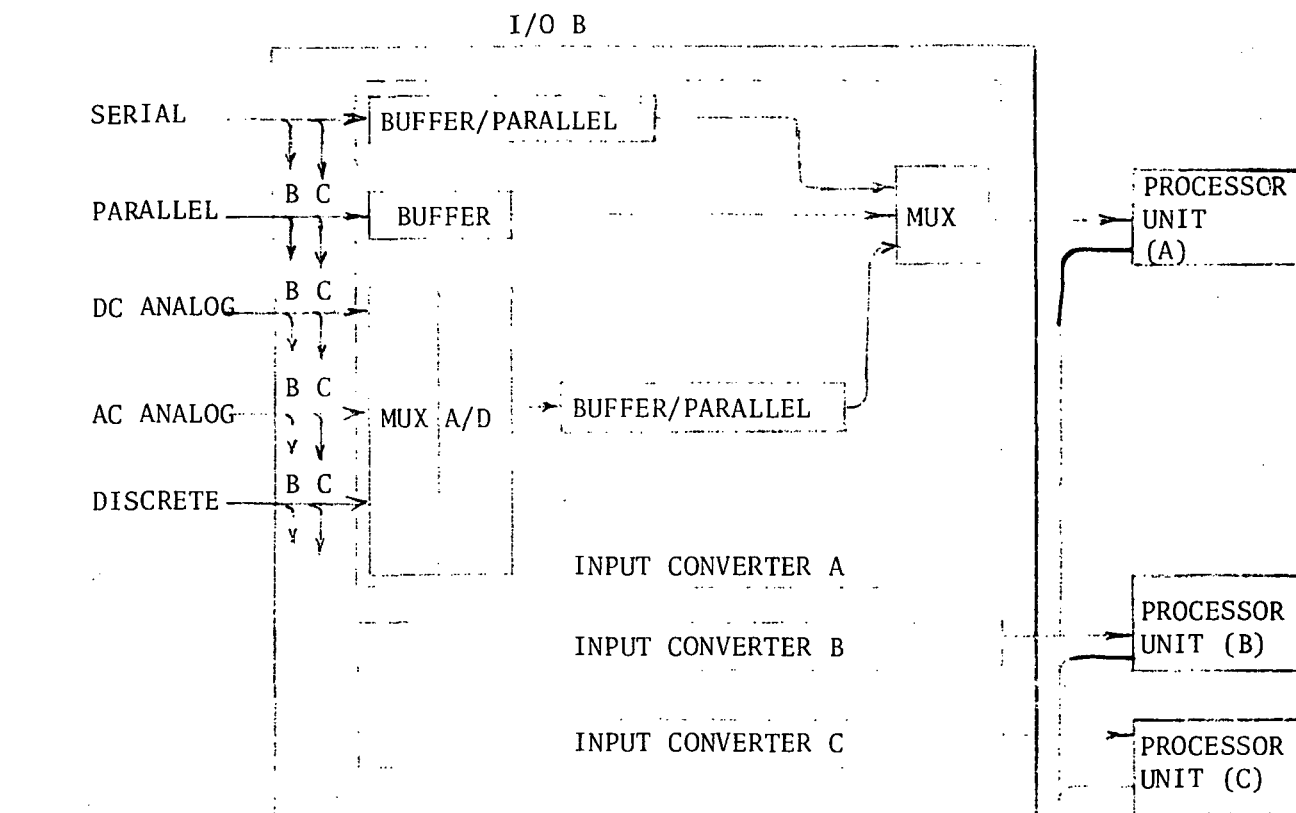 I/O B
SERIAL
BUFFER/PARALLEL
B C
PARALLEL
BUFFER
MUX
PROCESSOR
UNIT
(A)
B C
DC ANALOG
B C
AC ANALOG
MUX A/D
BUFFER/PARALLEL
B C
DISCRETE
INPUT CONVERTER A
INPUT CONVERTER B
PROCESSOR
UNIT (B)
INPUT CONVERTER C
PROCESSOR
UNIT (C)